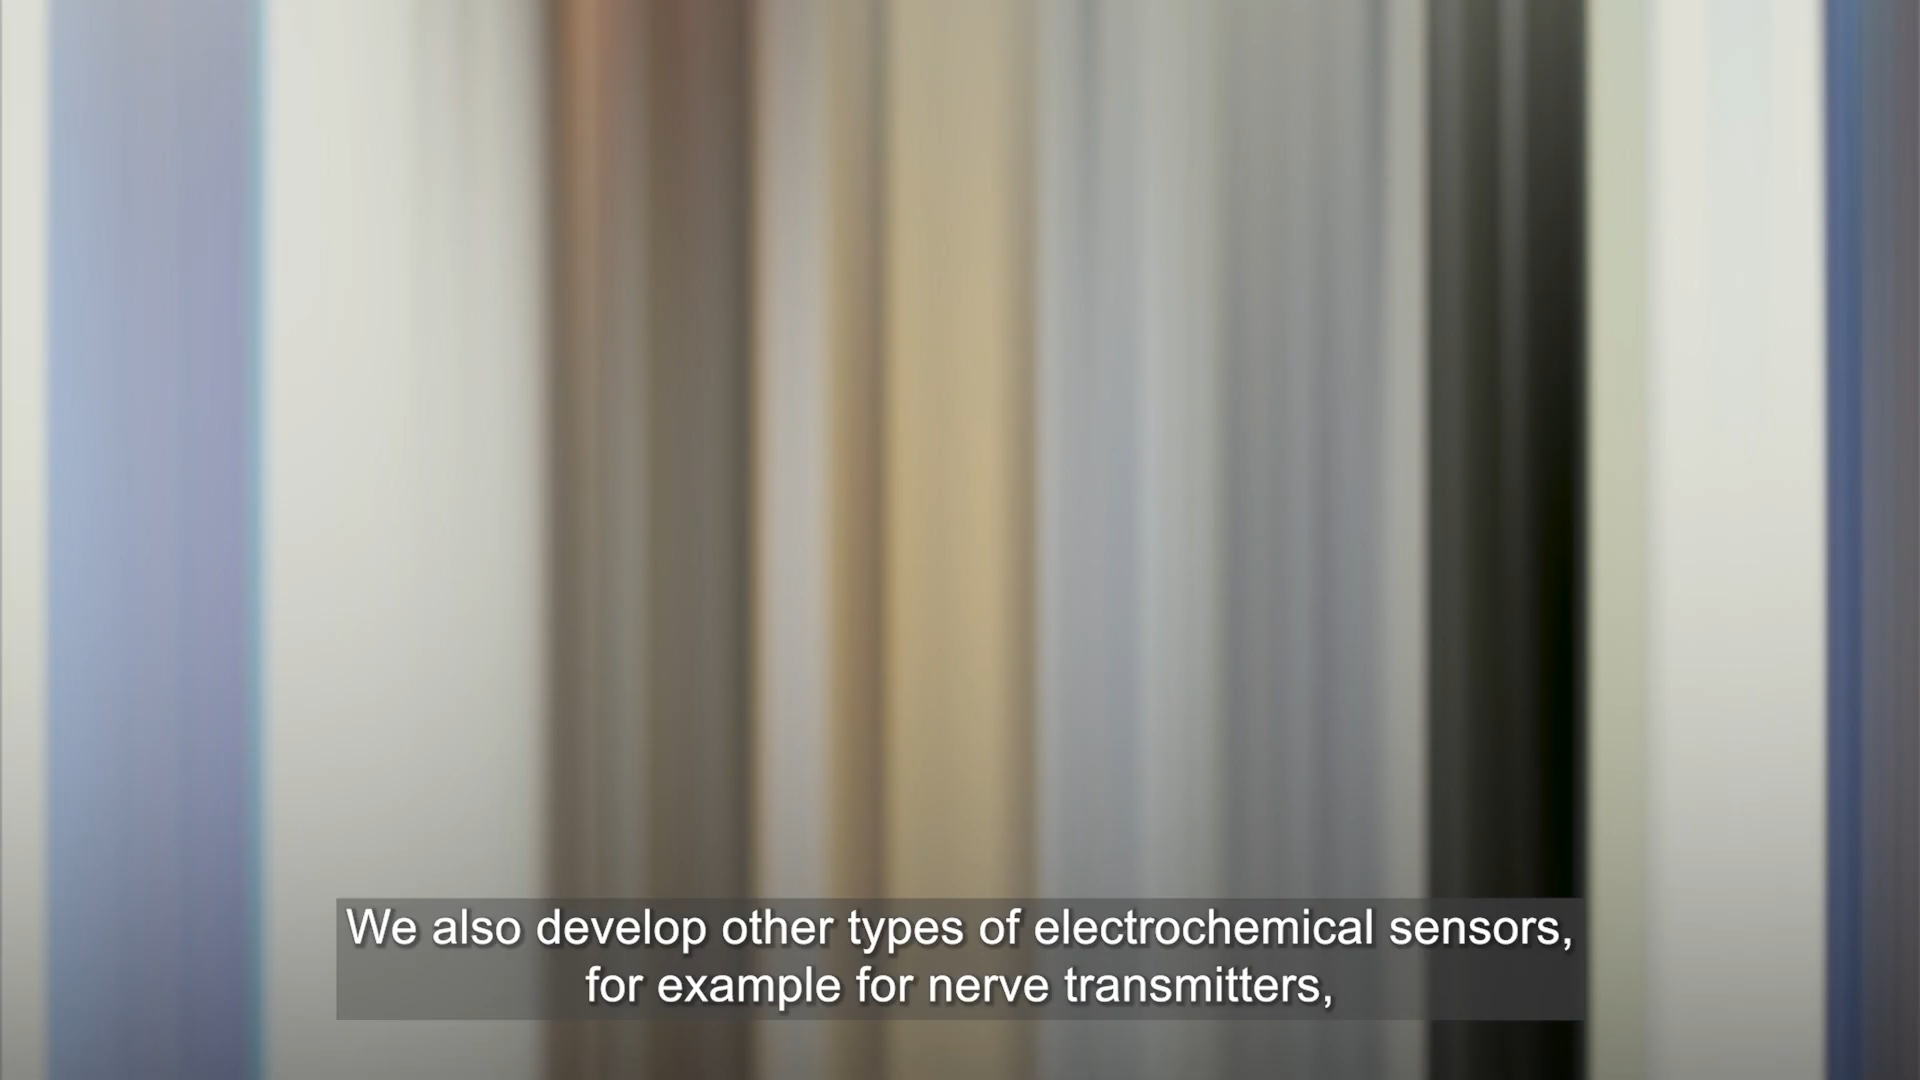 We also develop other types of electrochemical sensors,
for example for nerve transmitters,